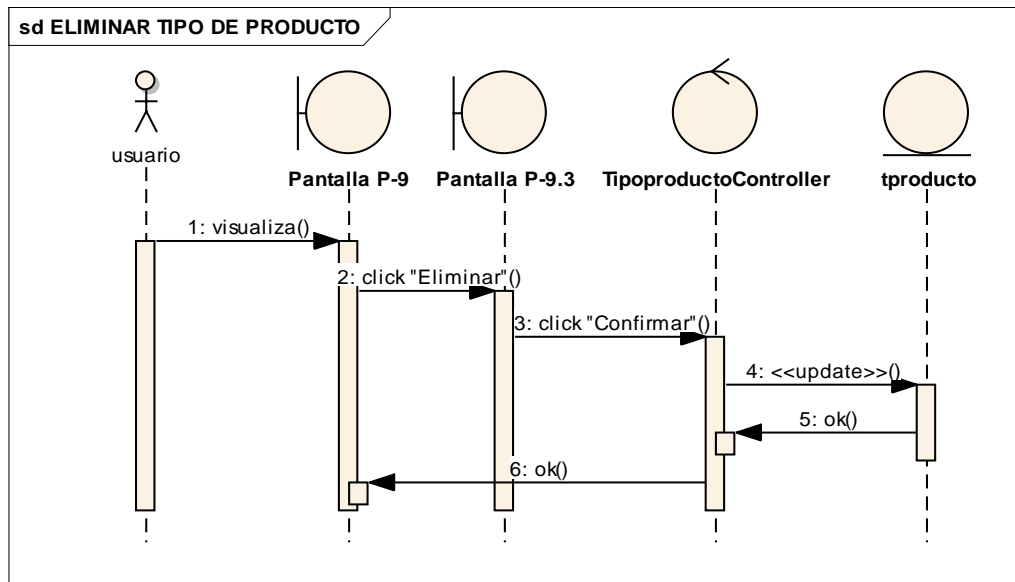 sd ELIMINAR TIPO DE PRODUCTO
usuario
Pantalla P-9
Pantalla P-9.3
TipoproductoController
tproducto
1: visualiza()
2: click "Eliminar"()
3: click "Confirmar"()
4: <<update>>()
5: ok()
6: ok()